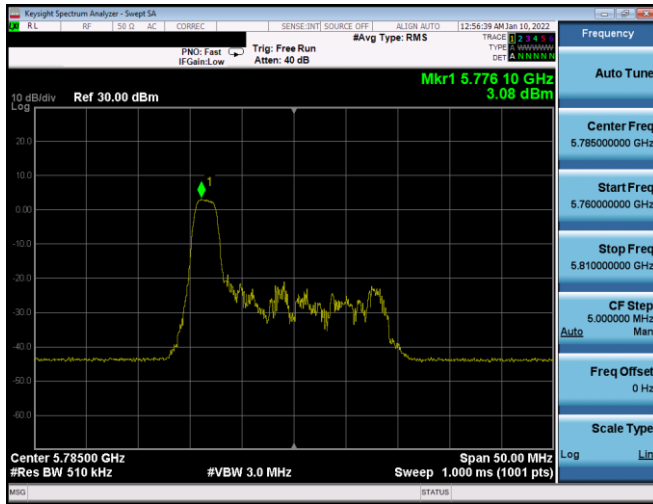 Keysight Spectrum Analyzer - Swept SA
RL RF 50 Ω AC CORREC SENSE:INT SOURCE OFF ALIGN AUTO 12:56:39 AM Jan 10, 2022
#Avg Type: RMS
TRACE 1 2 3 4 5 6
PNO: Fast Trig: Free Run
TYPE A WWWWW
IFGain:Low Atten: 40 dB
DET A N N N N N
Mkr1 5.776 10 GHz
3.08 dBm
10 dB/div Ref 30.00 dBm
Log
20.0
10.0
0.00
-10.0
-20.0
-30.0
-40.0
-50.0
-60.0
1
Center 5.78500 GHz Span 50.00 MHz
#Res BW 510 kHz #VBW 3.0 MHz Sweep 1.000 ms (1001 pts)
MSG STATUS
Frequency
Auto Tune
Center Freq
5.785000000 GHz
Start Freq
5.760000000 GHz
Stop Freq
5.810000000 GHz
CF Step
5.000000 MHz
Auto Man
Freq Offset
0 Hz
Scale Type
Log Lin